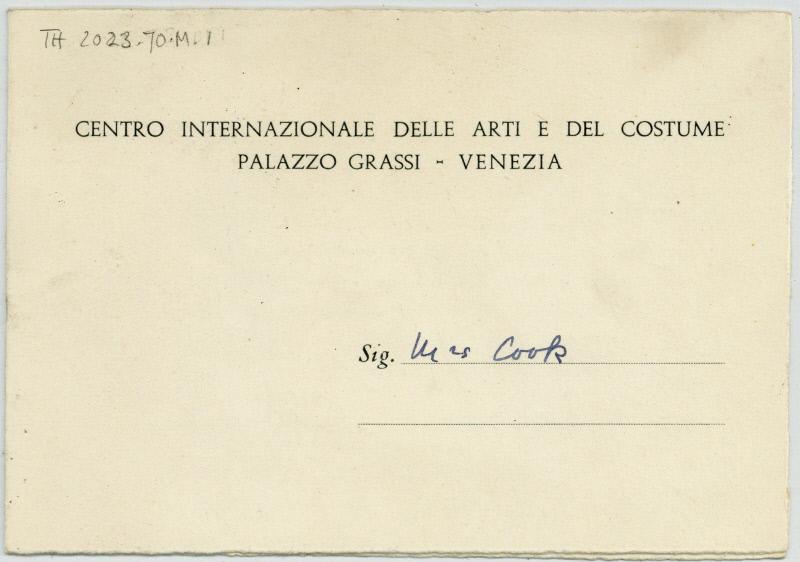 TH 2023.70.M.1
CENTRO INTERNAZIONALE DELLE ARTI E DEL COSTUME
PALAZZO GRASSI - VENEZIA
Sig. Mrs Cook